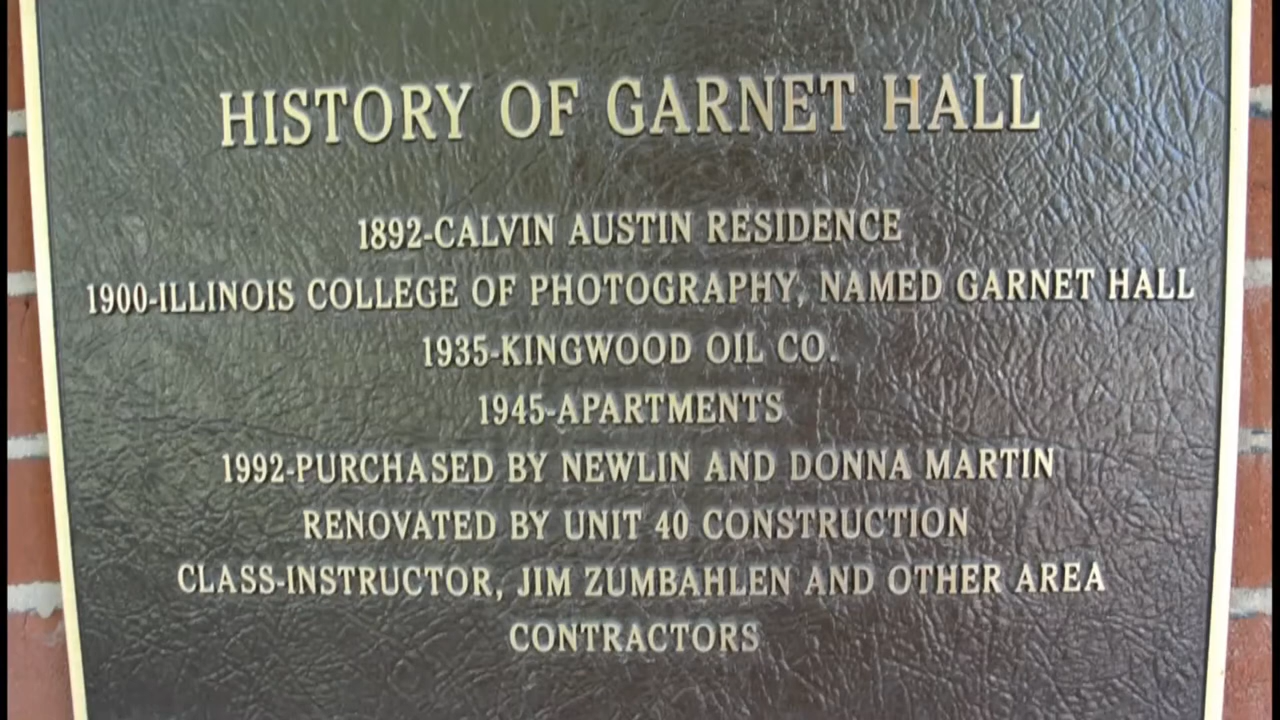 HISTORY OF GARNET HALL
1892-CALVIN AUSTIN RESIDENCE
1900-ILLINOIS COLLEGE OF PHOTOGRAPHY, NAMED GARNET HALL
1935-KINGWOOD OIL CO.
1945-APARTMENTS
1992-PURCHASED BY NEWLIN AND DONNA MARTIN
RENOVATED BY UNIT 40 CONSTRUCTION
CLASS-INSTRUCTOR, JIM ZUMBAHLEN AND OTHER AREA
CONTRACTORS